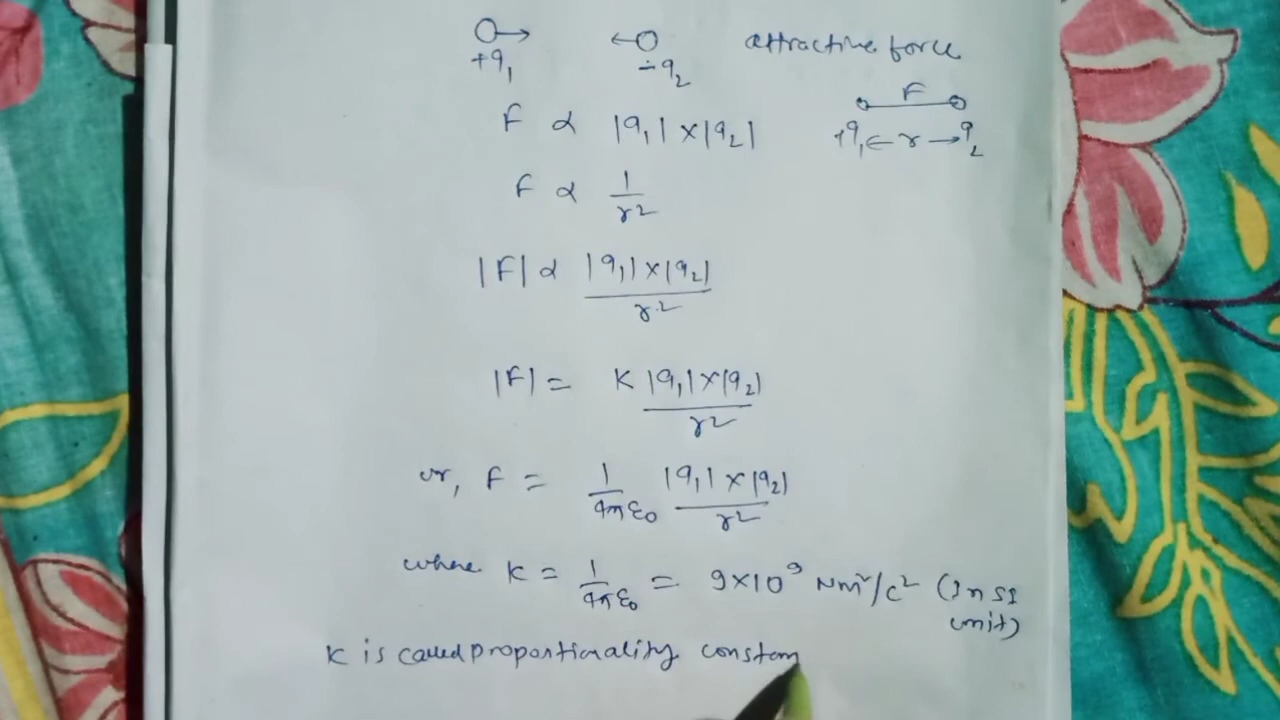 +q₁ -q₂ attractive force
F
F ∝ |q₁| × |q₂| +q₁ ← r → q₂
F ∝ 1/r²
|F| ∝ |q₁| × |q₂| / r²
|F| = K |q₁| × |q₂| / r²
or, F = 1/4πε₀ |q₁| × |q₂| / r²
where K = 1/4πε₀ = 9×10⁹ Nm²/C² (In SI
unit)
K is called proportionality constan